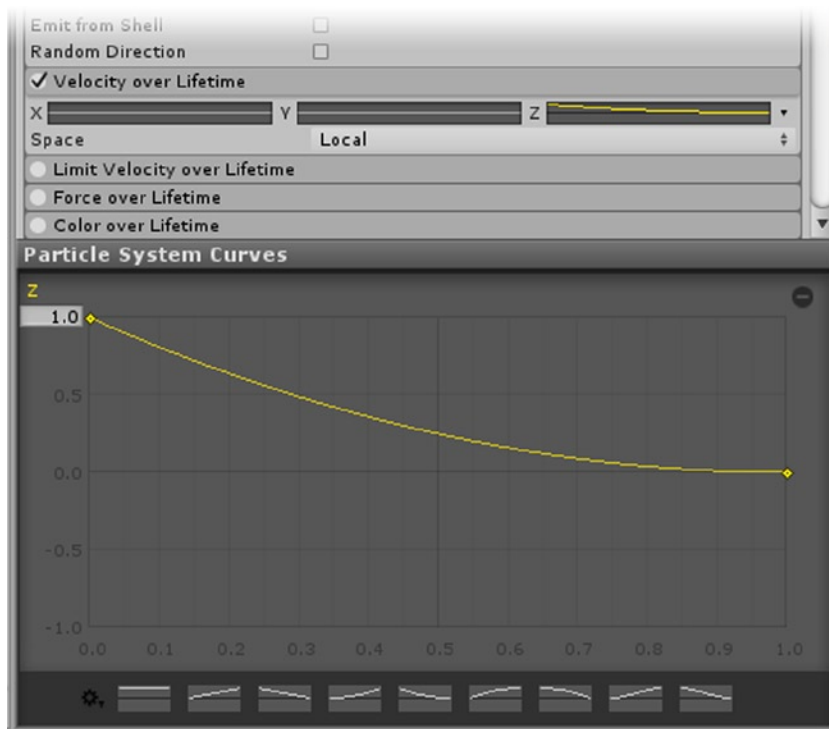 Emit from Shell
Random Direction
Velocity over Lifetime
X Y Z
Space Local
Limit Velocity over Lifetime
Force over Lifetime
Color over Lifetime
Particle System Curves
Z
1.0
0.5
0.0
-0.5
-1.0
0.0 0.1 0.2 0.3 0.4 0.5 0.6 0.7 0.8 0.9 1.0